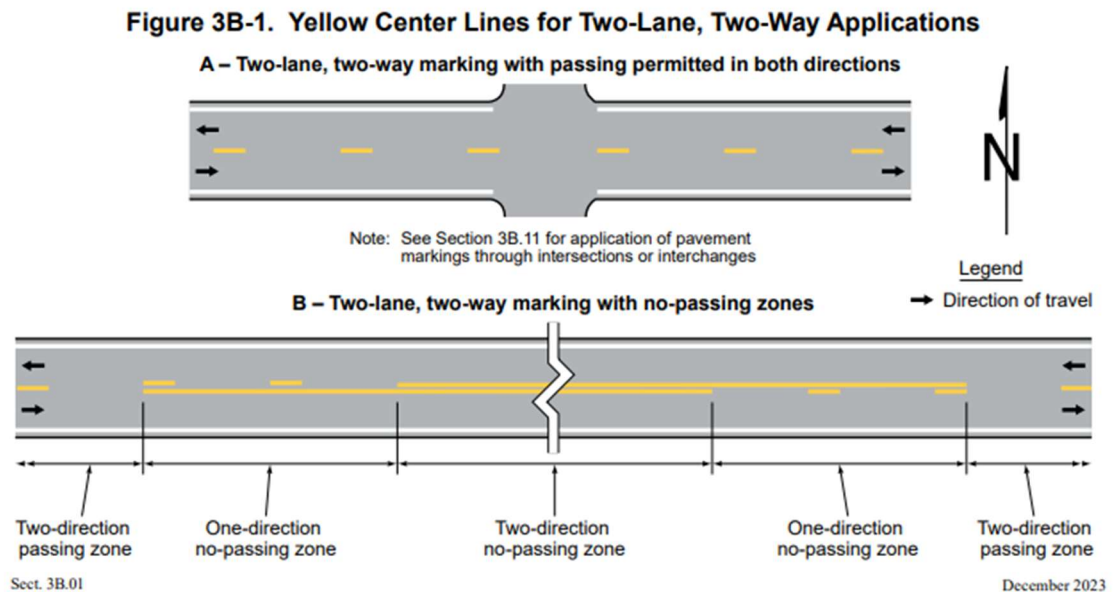 Figure 3B-1. Yellow Center Lines for Two-Lane, Two-Way Applications
A – Two-lane, two-way marking with passing permitted in both directions
N
Note: See Section 3B.11 for application of pavement
markings through intersections or interchanges
Legend
Direction of travel
B – Two-lane, two-way marking with no-passing zones
Two-direction
passing zone
One-direction
no-passing zone
Two-direction
no-passing zone
One-direction
no-passing zone
Two-direction
passing zone
Sect. 3B.01
December 2023